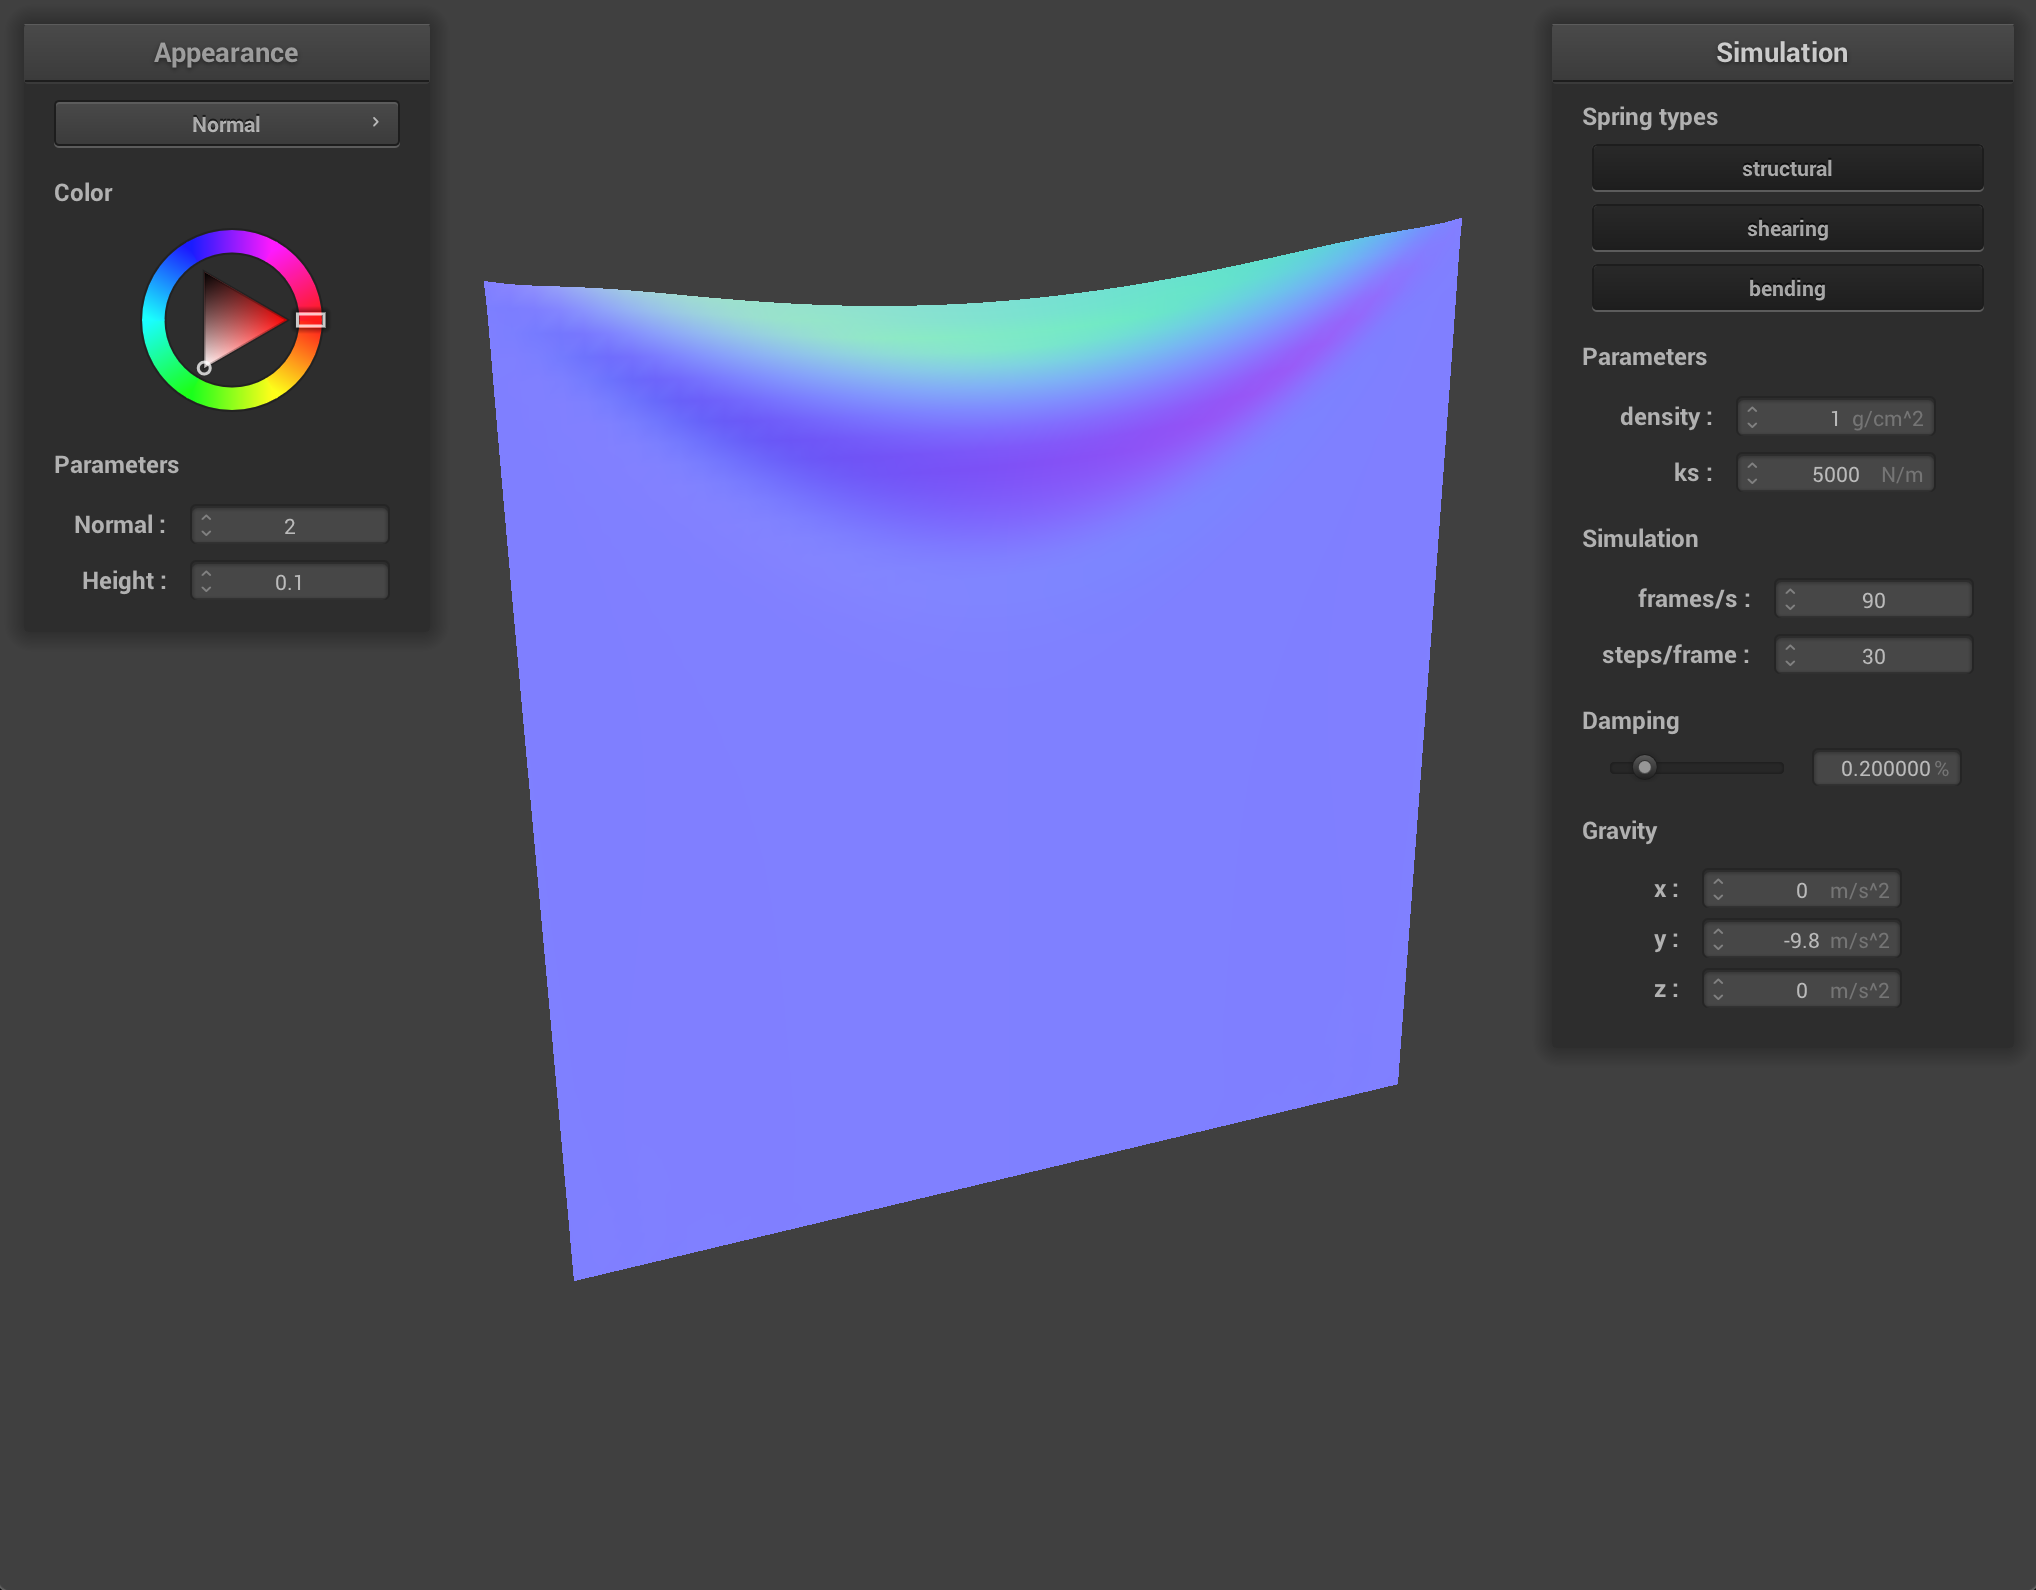 Appearance
Normal
Color
Parameters
Normal : 2
Height : 0.1
Simulation
Spring types
structural
shearing
bending
Parameters
density : 1 g/cm^2
ks : 5000 N/m
Simulation
frames/s : 90
steps/frame : 30
Damping
0.200000 %
Gravity
x : 0 m/s^2
y : -9.8 m/s^2
z : 0 m/s^2